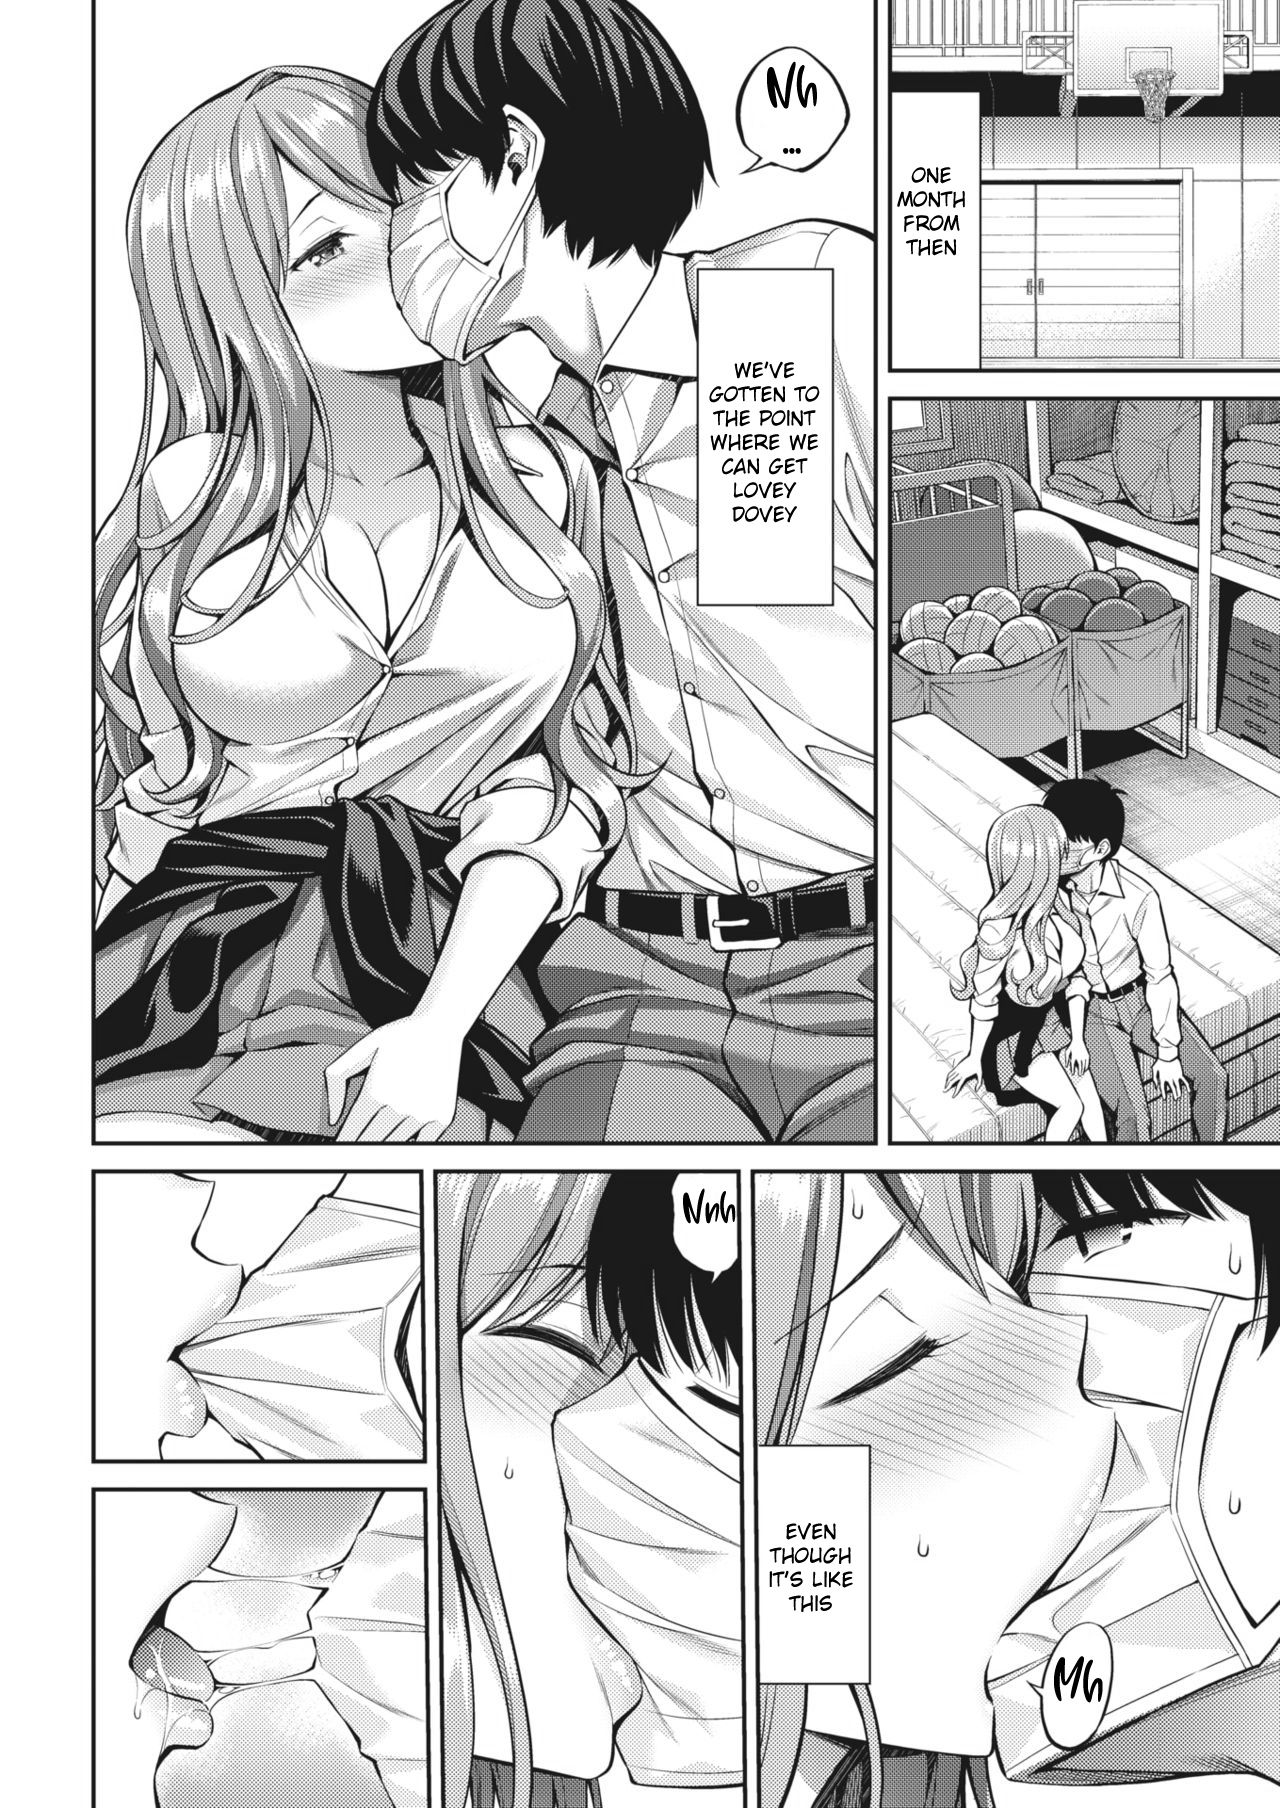 ONE
MONTH
FROM
THEN
Nh
...
WE'VE
GOTTEN TO
THE POINT
WHERE WE
CAN GET
LOVEY
DOVEY
Nnh
EVEN
THOUGH
IT'S LIKE
THIS
Mh